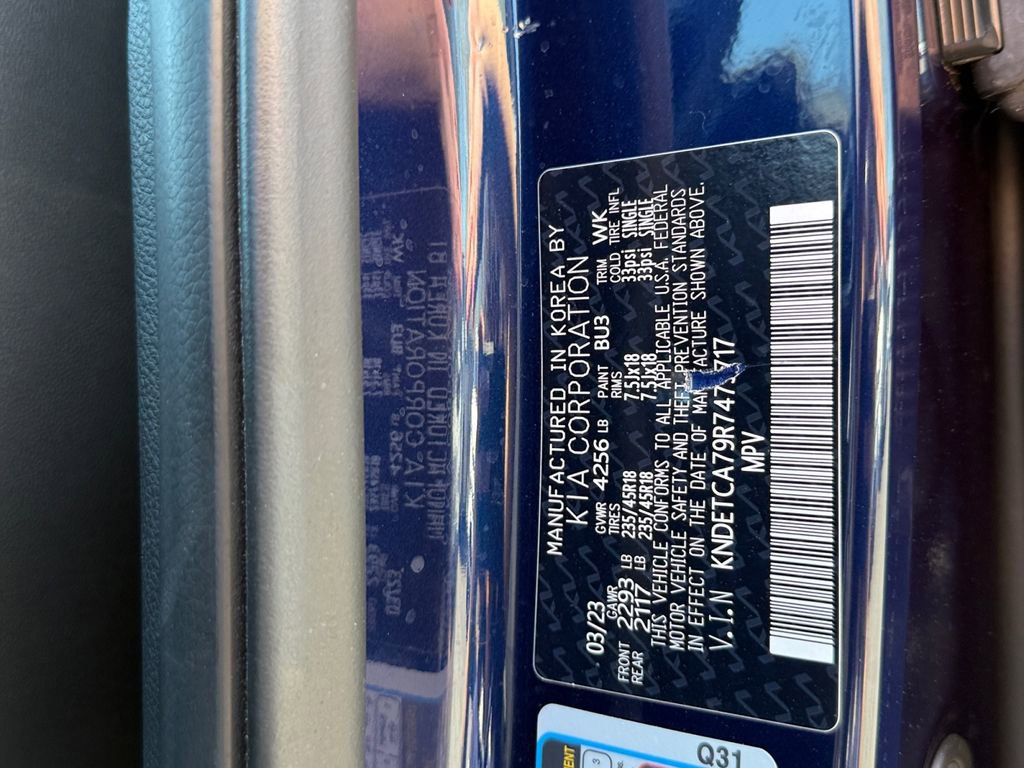 MANUFACTURED IN KOREA BY
KIA CORPORATION
03/23 GVWR 4256 LB PAINT BU3 TRIM WK
GAWR TIRES RIMS COLD TIRE INFL
FRONT 2293 LB 235/45R18 7.5Jx18 33psi SINGLE
REAR 2117 LB 235/45R18 7.5Jx18 33psi SINGLE
THIS VEHICLE CONFORMS TO ALL APPLICABLE U.S.A. FEDERAL
MOTOR VEHICLE SAFETY AND THEFT PREVENTION STANDARDS
IN EFFECT ON THE DATE OF MANUFACTURE SHOWN ABOVE.
V.I.N
MPV
Q31
3